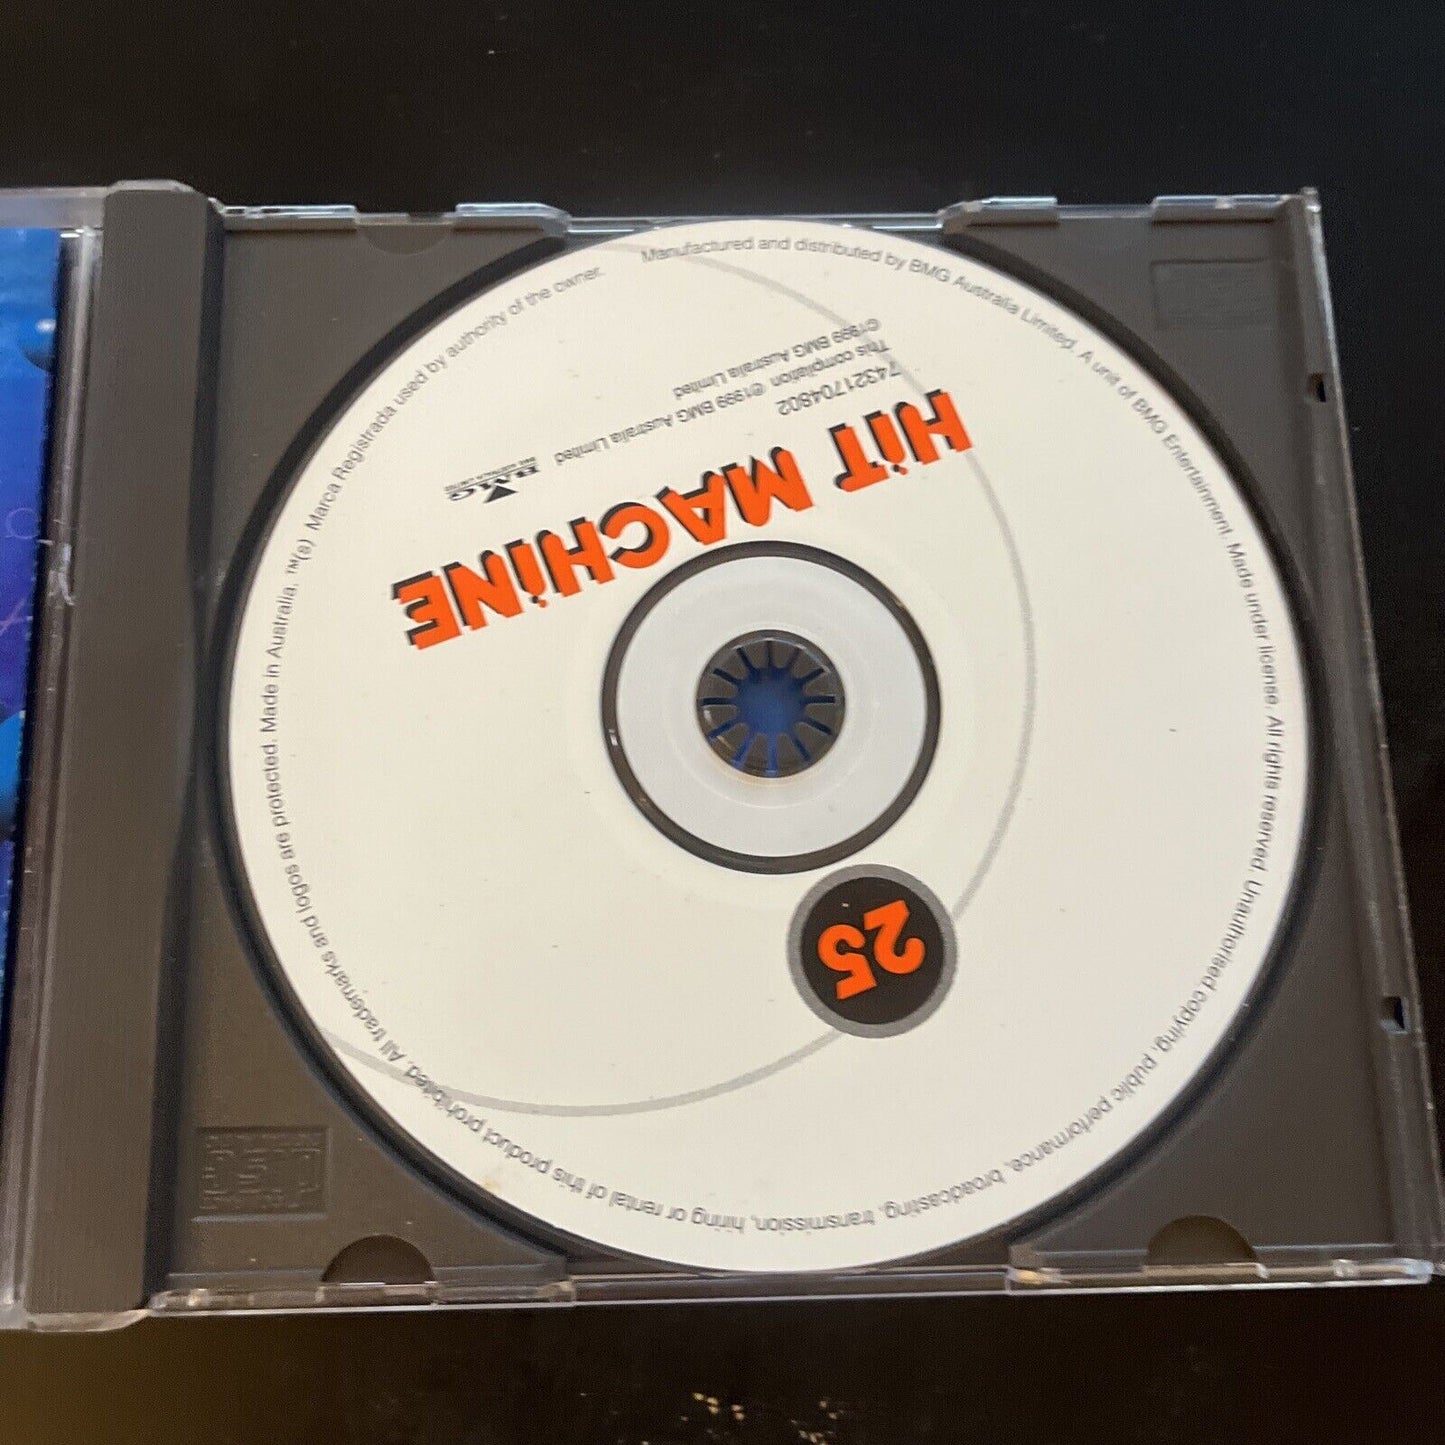 HiT MACHiNE
25
74321704802
This compilation ℗1999 BMG Australia Limited
©1999 BMG Australia Limited
BMG
Manufactured and distributed by BMG Australia Limited. A unit of BMG Entertainment. Made under license. All rights reserved. Unauthorised copying, public performance, broadcasting, transmission, hiring or rental of this product prohibited. All trademarks and logos are protected. Made in Australia. ™(s) Marca Registrada used by authority of the owner.